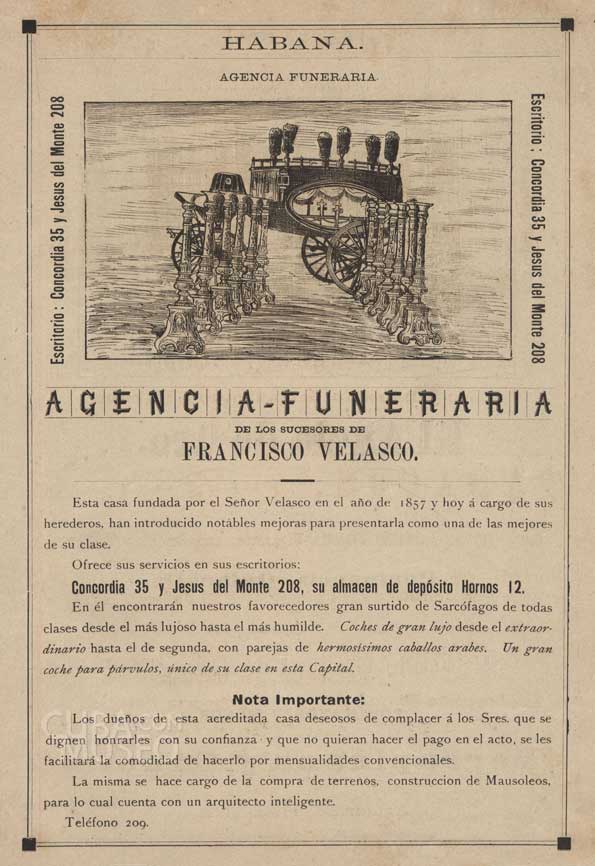 HABANA.
AGENCIA FUNERARIA.
Escritorio: Concordia 35 y Jesus del Monte 208
Escritorio: Concordia 35 y Jesus del Monte 208
AGENCIA-FUNERARIA
DE LOS SUCESORES DE
FRANCISCO VELASCO.
Esta casa fundada por el Señor Velasco en el año de 1857 y hoy á cargo de sus
herederos, han introducido notables mejoras para presentarla como una de las mejores
de su clase.
Ofrece sus servicios en sus escritorios:
Concordia 35 y Jesus del Monte 208, su almacen de depósito Hornos 12.
En él encontrarán nuestros favorecedores gran surtido de Sarcófagos de todas
clases desde el más lujoso hasta el más humilde. Coches de gran lujo desde el extraor-
dinario hasta el de segunda, con parejas de hermosísimos caballos arabes. Un gran
coche para párvulos, único de su clase en esta Capital.
Nota Importante:
Los dueños de esta acreditada casa deseosos de complacer á los Sres. que se
dignen honrarles con su confianza y que no quieran hacer el pago en el acto, se les
facilitará la comodidad de hacerlo por mensualidades convencionales.
La misma se hace cargo de la compra de terrenos, construccion de Mausoleos,
para lo cual cuenta con un arquitecto inteligente.
Teléfono 209.